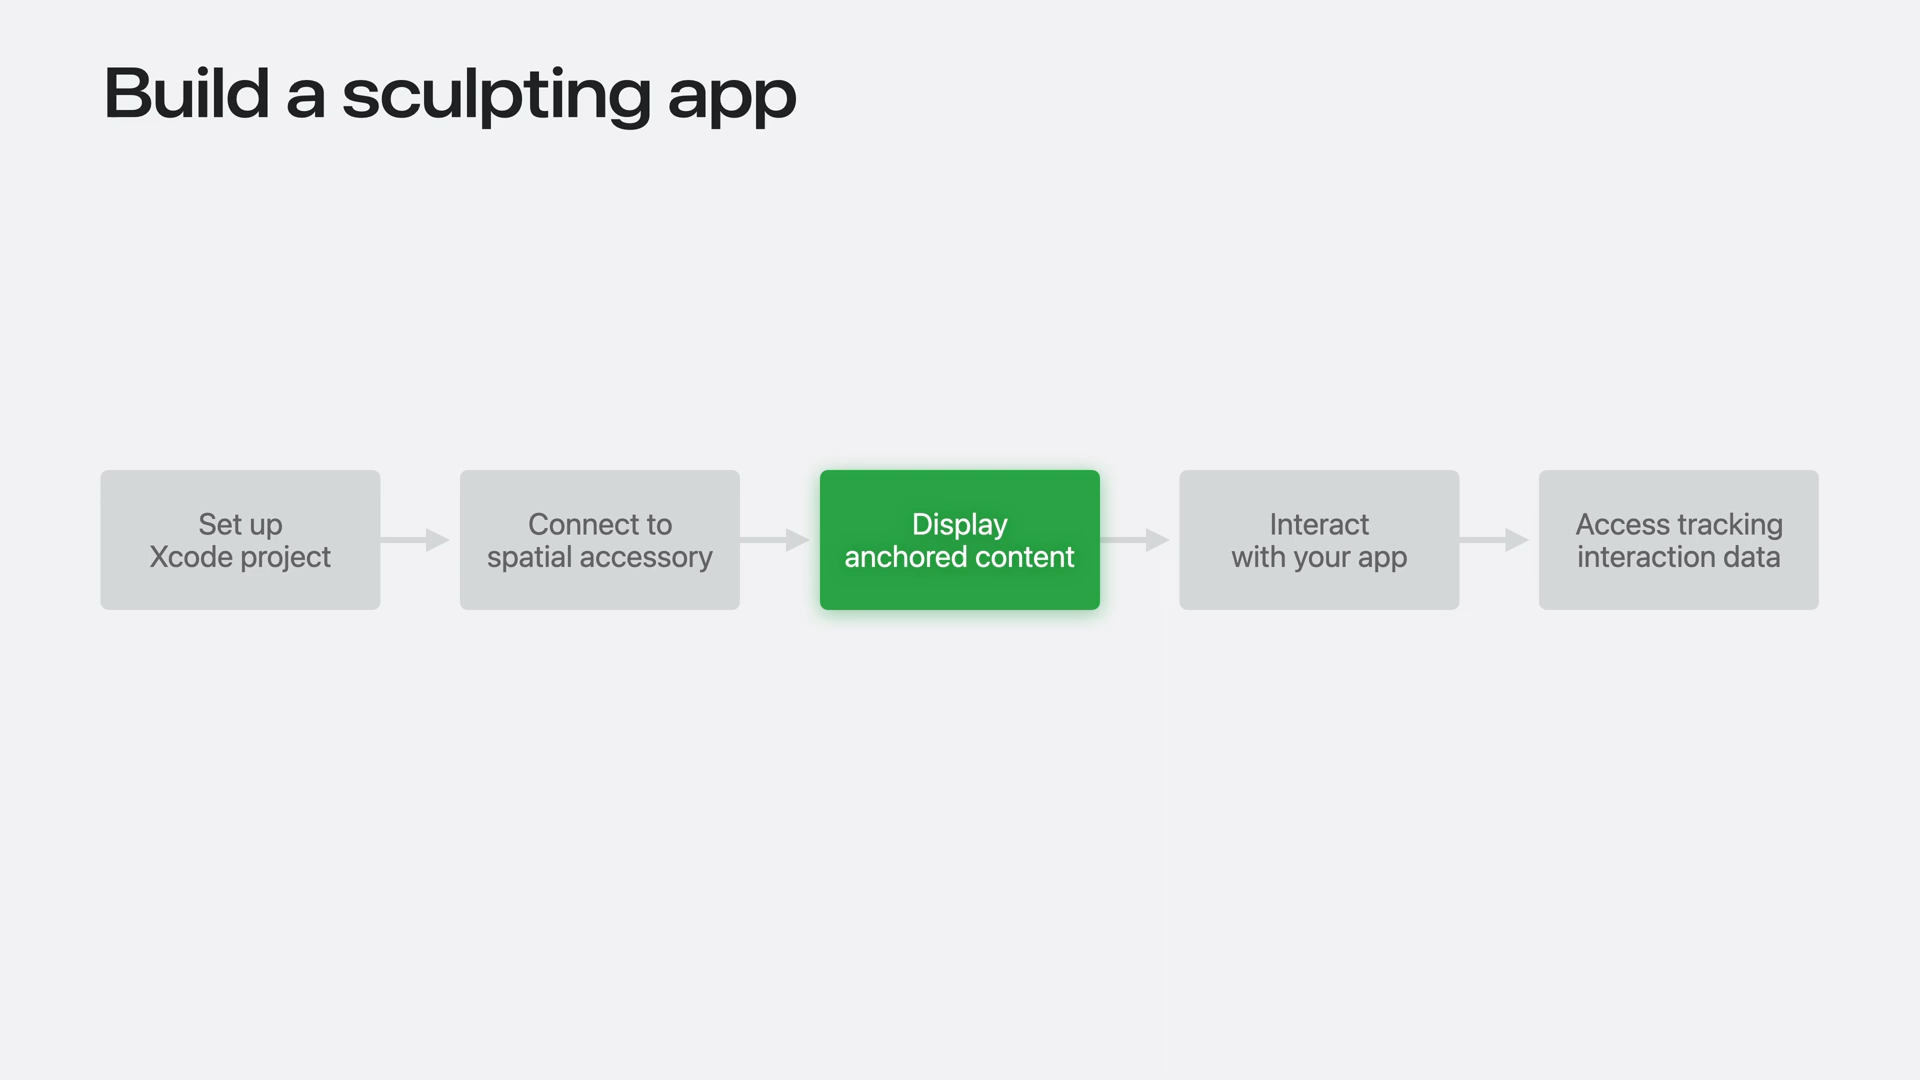 Build a sculpting app
Set up
Xcode project
Connect to
spatial accessory
Display
anchored content
Interact
with your app
Access tracking
interaction data